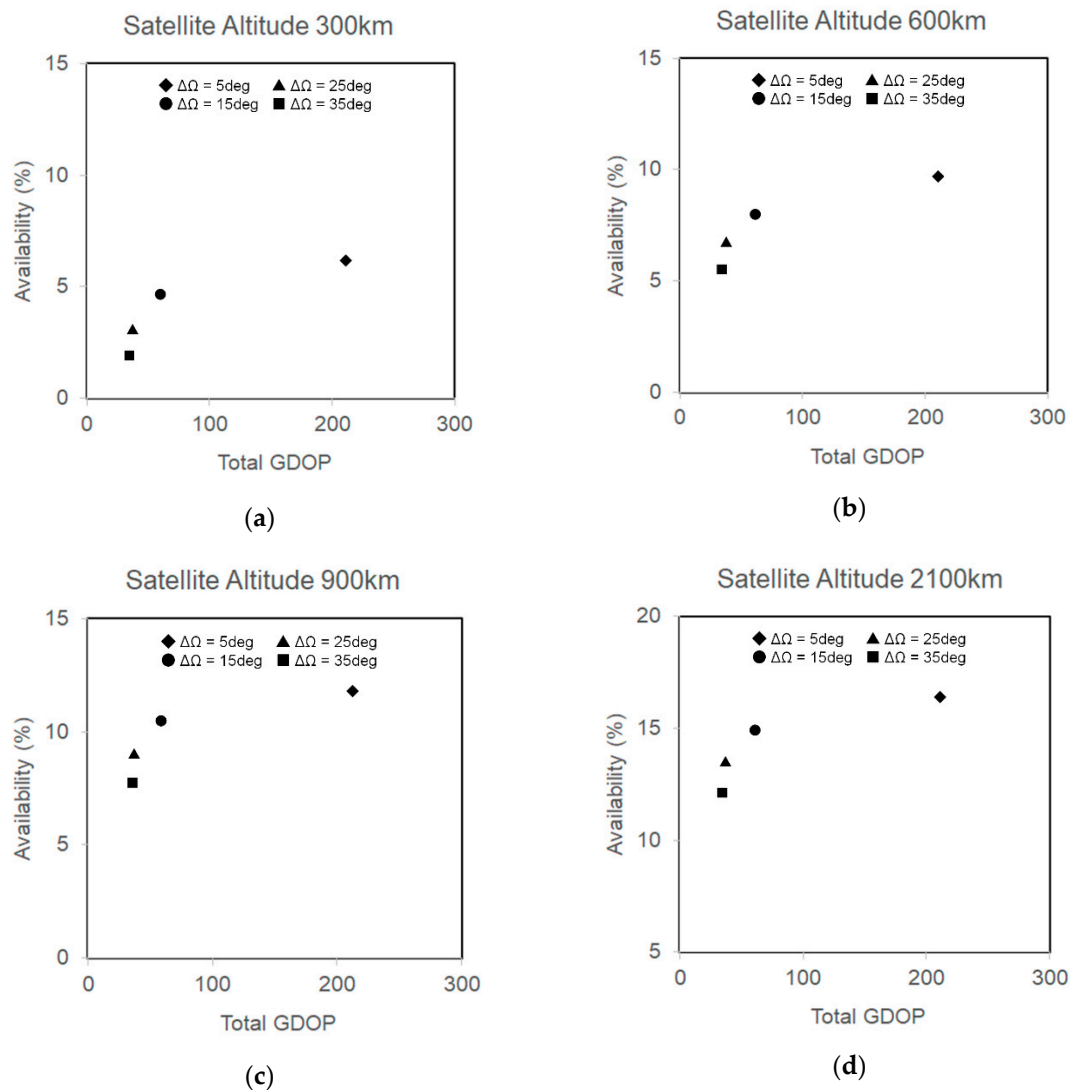 Satellite Altitude 300km
15
◆ ΔΩ = 5deg ▲ ΔΩ = 25deg
● ΔΩ = 15deg ■ ΔΩ = 35deg
10
Availability (%)
5
0
0 100 200 300
Total GDOP
(a)
Satellite Altitude 600km
15
◆ ΔΩ = 5deg ▲ ΔΩ = 25deg
● ΔΩ = 15deg ■ ΔΩ = 35deg
10
Availability (%)
5
0
0 100 200 300
Total GDOP
(b)
Satellite Altitude 900km
15
◆ ΔΩ = 5deg ▲ ΔΩ = 25deg
● ΔΩ = 15deg ■ ΔΩ = 35deg
10
Availability (%)
5
0
0 100 200 300
Total GDOP
(c)
Satellite Altitude 2100km
20
◆ ΔΩ = 5deg ▲ ΔΩ = 25deg
● ΔΩ = 15deg ■ ΔΩ = 35deg
15
Availability (%)
10
5
0 100 200 300
Total GDOP
(d)